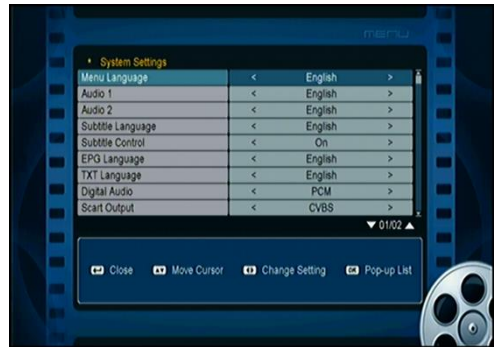 MENU
* System Settings
Menu Language < English >
Audio 1 < English >
Audio 2 < English >
Subtitle Language < English >
Subtitle Control < On >
EPG Language < English >
TXT Language < English >
Digital Audio < PCM >
Scart Output < CVBS >
▼ 01/02 ▲
Close Move Cursor Change Setting OK Pop-up List